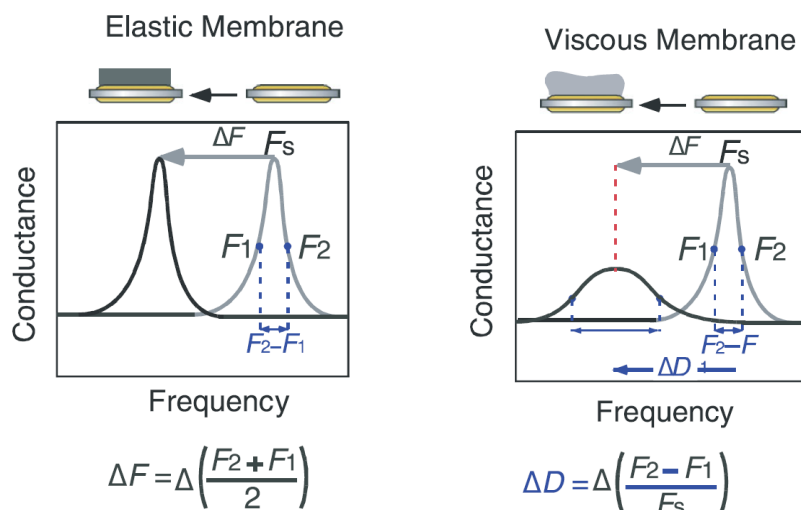 Elastic Membrane
ΔF
Fs
F1
F2
F2–F1
Conductance
Frequency
ΔF = Δ(F2 + F1 / 2)
Viscous Membrane
ΔF
Fs
F1
F2
F2–F
1
ΔD
Conductance
Frequency
ΔD = Δ(F2 – F1 / Fs)